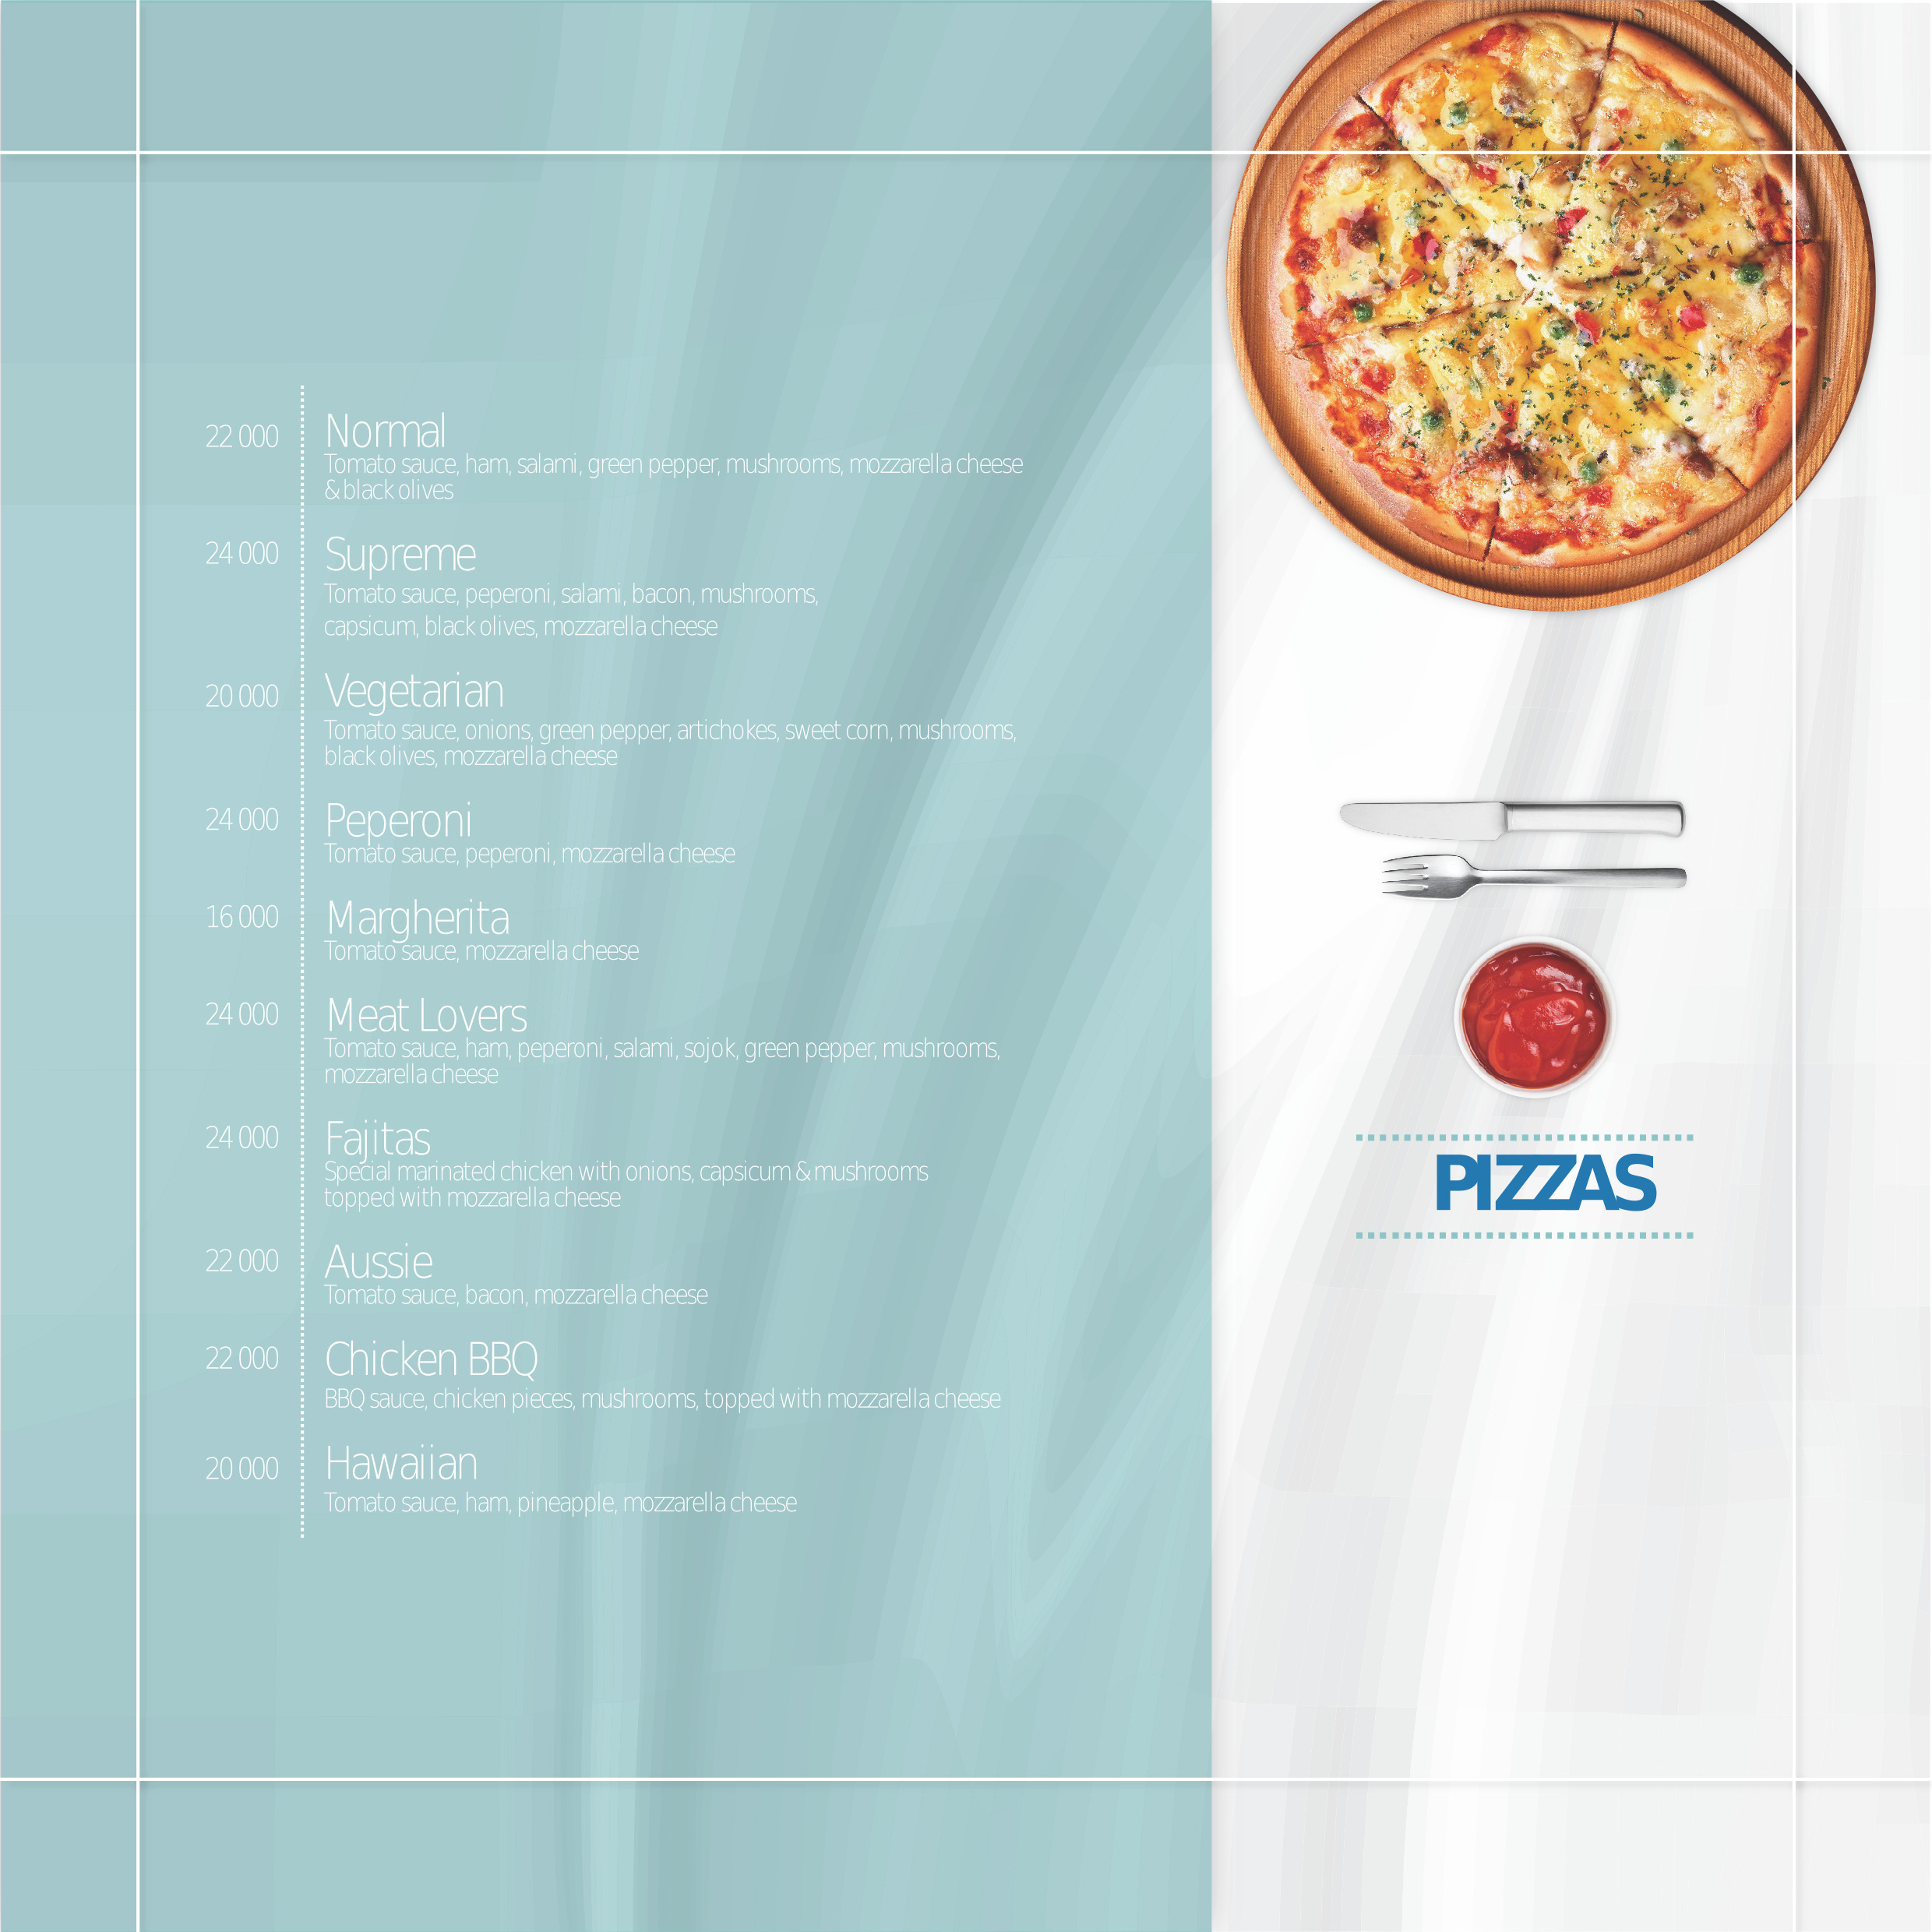 22 000 Normal
Tomato sauce, ham, salami, green pepper, mushrooms, mozzarella cheese
& black olives
24 000 Supreme
Tomato sauce, peperoni, salami, bacon, mushrooms,
capsicum, black olives, mozzarella cheese
20 000 Vegetarian
Tomato sauce, onions, green pepper, artichokes, sweet corn, mushrooms,
black olives, mozzarella cheese
24 000 Peperoni
Tomato sauce, peperoni, mozzarella cheese
16 000 Margherita
Tomato sauce, mozzarella cheese
24 000 Meat Lovers
Tomato sauce, ham, peperoni, salami, sojok, green pepper, mushrooms,
mozzarella cheese
24 000 Fajitas
Special marinated chicken with onions, capsicum & mushrooms
topped with mozzarella cheese
22 000 Aussie
Tomato sauce, bacon, mozzarella cheese
22 000 Chicken BBQ
BBQ sauce, chicken pieces, mushrooms, topped with mozzarella cheese
20 000 Hawaiian
Tomato sauce, ham, pineapple, mozzarella cheese
PIZZAS